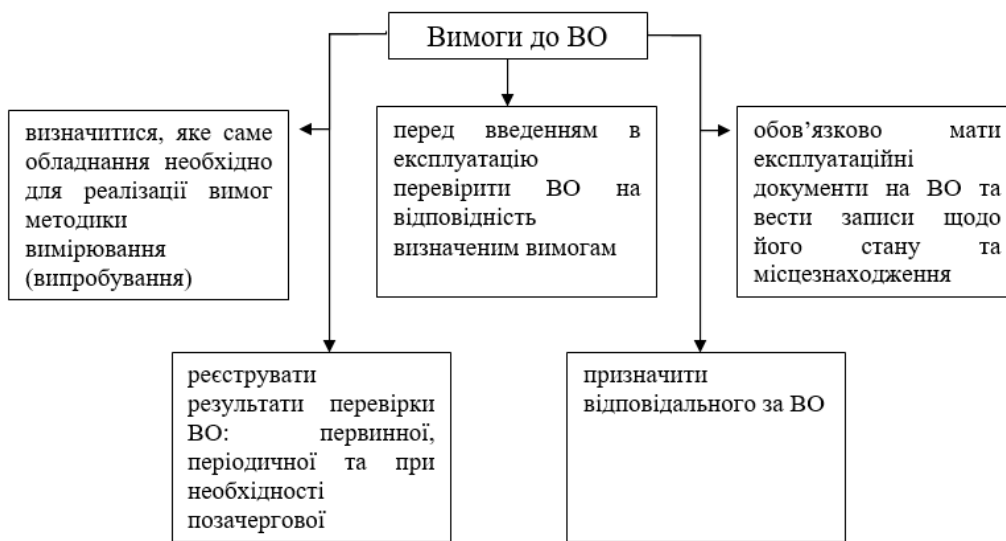 Вимоги до ВО
визначитися, яке саме
обладнання необхідно
для реалізації вимог
методики
вимірювання
(випробування)
перед введенням в
експлуатацію
перевірити ВО на
відповідність
визначеним вимогам
обов’язково мати
експлуатаційні
документи на ВО та
вести записи щодо
його стану та
місцезнаходження
реєструвати
результати перевірки
ВО: первинної,
періодичної та при
необхідності
позачергової
призначити
відповідального за ВО